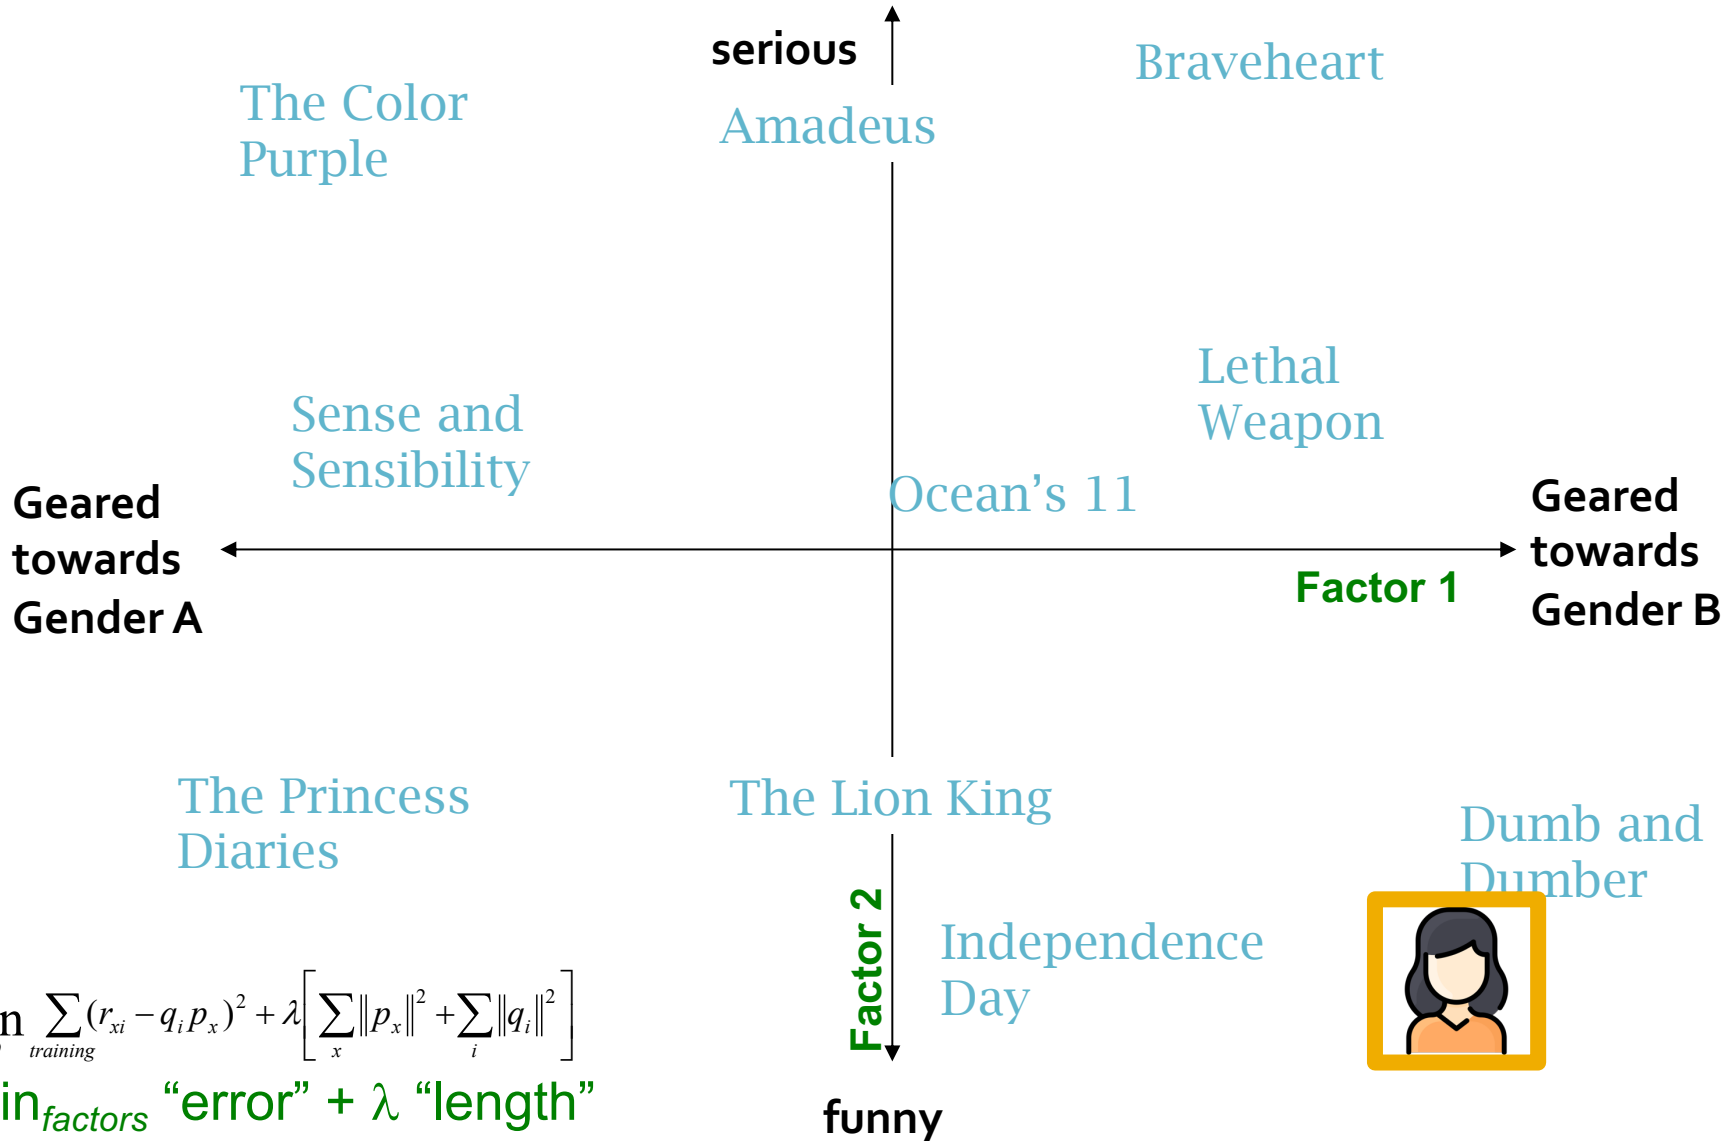 serious
Braveheart
The Color
Purple
Amadeus
Lethal
Weapon
Sense and
Sensibility
Ocean's 11
Geared
towards
Gender A
Geared
towards
Gender B
Factor 1
The Princess
Diaries
The Lion King
Dumb and
Dumber
Factor 2
Independence
Day
n ∑training (r_xi − q_i p_x)² + λ[∑x ‖p_x‖² + ∑i ‖q_i‖²]
in factors “error” + λ “length”
funny